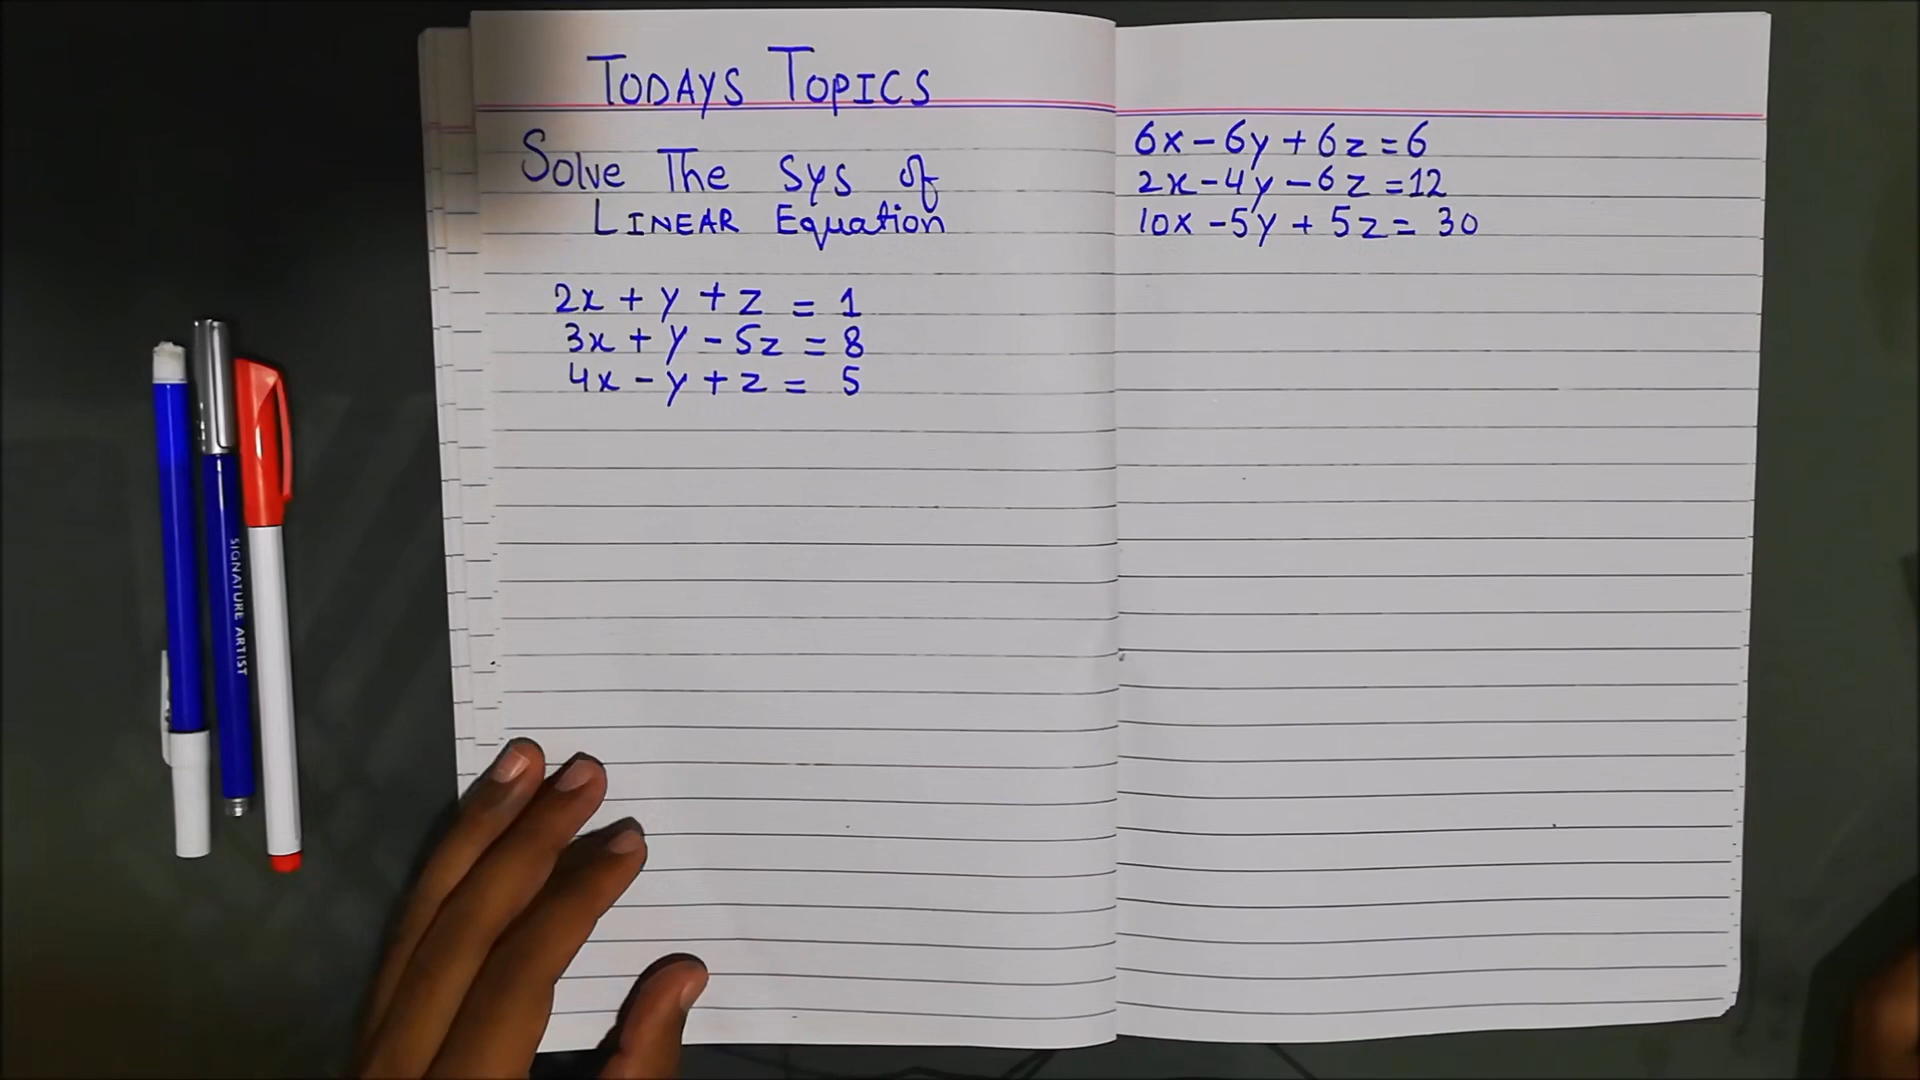 TODAYS TOPICS
Solve The Sys of
LINEAR Equation
2x + y + z = 1
3x + y - 5z = 8
4x - y + z = 5
6x - 6y + 6z = 6
2x - 4y - 6z = 12
10x - 5y + 5z = 30
SIGNATURE ARTIST